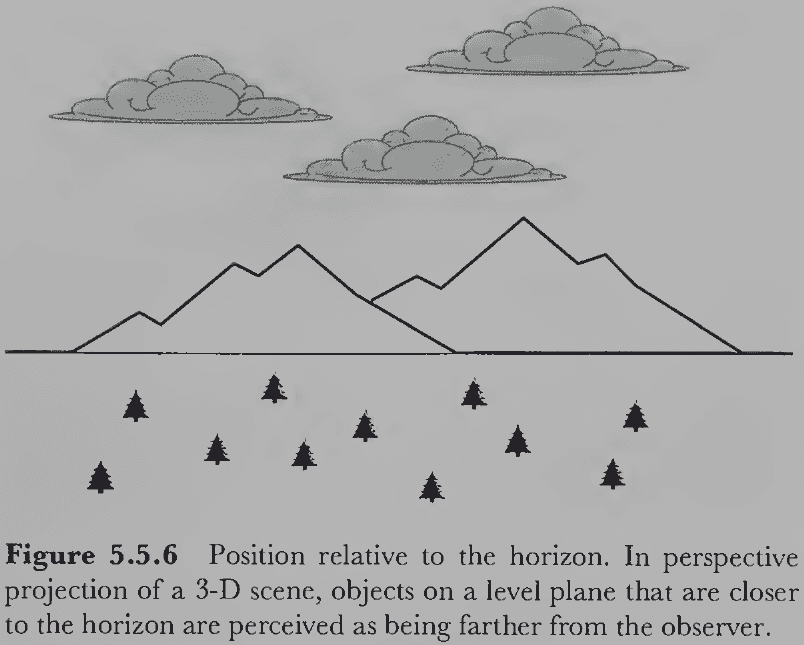 Figure 5.5.6 Position relative to the horizon. In perspective
projection of a 3-D scene, objects on a level plane that are closer
to the horizon are perceived as being farther from the observer.